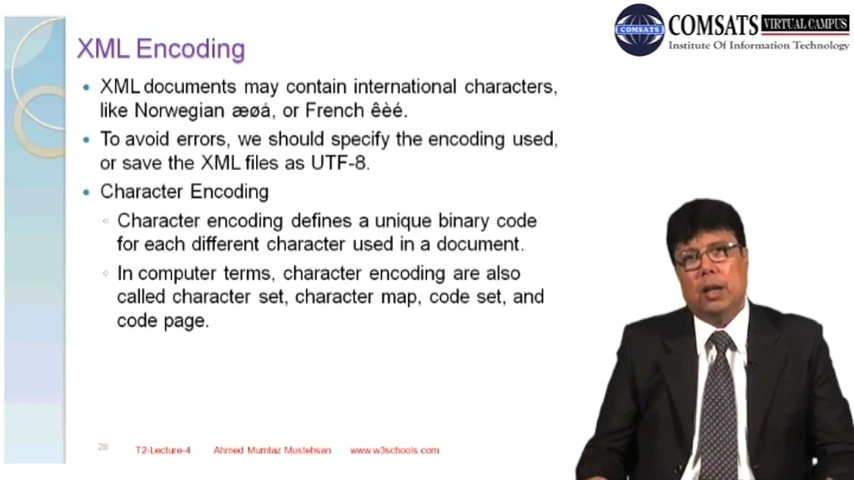 XML Encoding
COMSATS
COMSATS VIRTUAL CAMPUS
Institute Of Information Technology
• XML documents may contain international characters,
like Norwegian æøå, or French êèé.
• To avoid errors, we should specify the encoding used,
or save the XML files as UTF-8.
• Character Encoding
◦ Character encoding defines a unique binary code
for each different character used in a document.
◦ In computer terms, character encoding are also
called character set, character map, code set, and
code page.
28 T2-Lecture-4 Ahmed Mumtaz Mustehsan www.w3schools.com